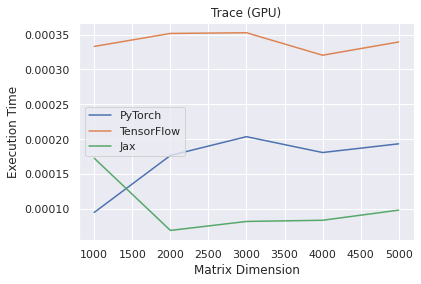 Trace (GPU)
Execution Time
0.00035
0.00030
0.00025
0.00020
0.00015
0.00010
PyTorch
TensorFlow
Jax
1000 1500 2000 2500 3000 3500 4000 4500 5000
Matrix Dimension